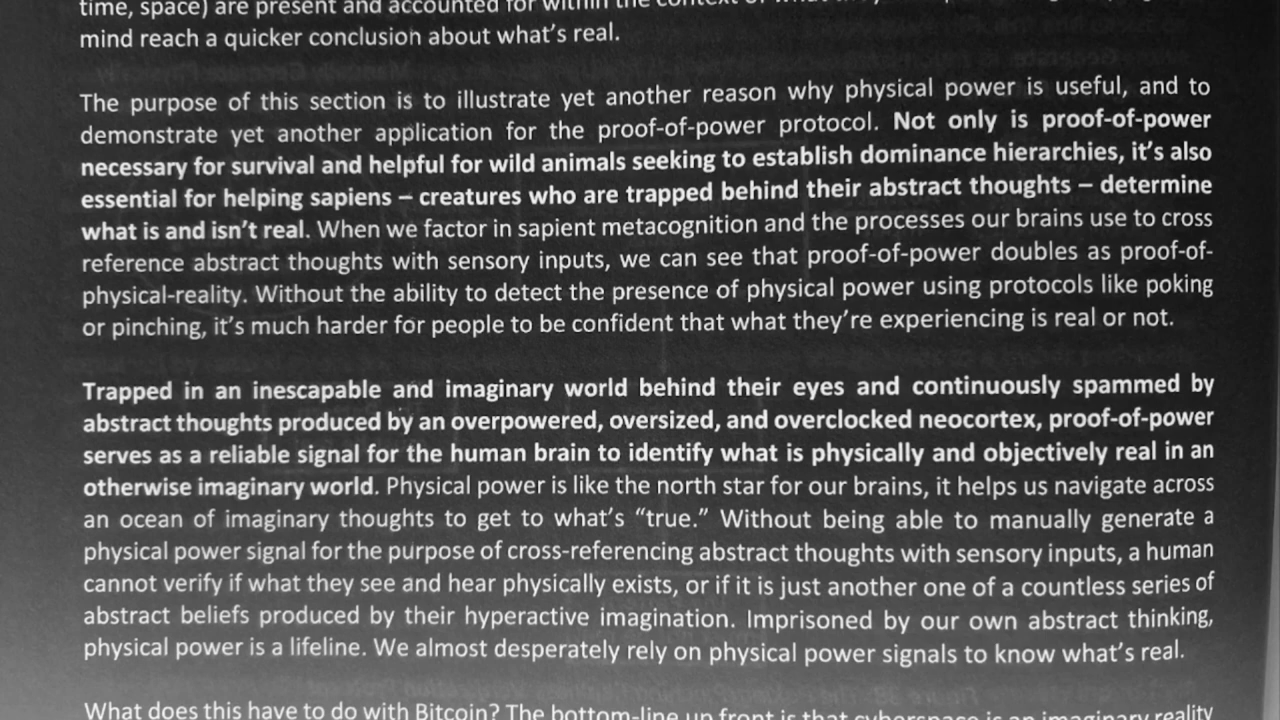 time, space) are present and accounted for within the context of what
mind reach a quicker conclusion about what's real.
The purpose of this section is to illustrate yet another reason why physical power is useful, and to
demonstrate yet another application for the proof-of-power protocol. Not only is proof-of-power
necessary for survival and helpful for wild animals seeking to establish dominance hierarchies, it's also
essential for helping sapiens – creatures who are trapped behind their abstract thoughts – determine
what is and isn't real. When we factor in sapient metacognition and the processes our brains use to cross
reference abstract thoughts with sensory inputs, we can see that proof-of-power doubles as proof-of-
physical-reality. Without the ability to detect the presence of physical power using protocols like poking
or pinching, it's much harder for people to be confident that what they're experiencing is real or not.
Trapped in an inescapable and imaginary world behind their eyes and continuously spammed by
abstract thoughts produced by an overpowered, oversized, and overclocked neocortex, proof-of-power
serves as a reliable signal for the human brain to identify what is physically and objectively real in an
otherwise imaginary world. Physical power is like the north star for our brains, it helps us navigate across
an ocean of imaginary thoughts to get to what's “true.” Without being able to manually generate a
physical power signal for the purpose of cross-referencing abstract thoughts with sensory inputs, a human
cannot verify if what they see and hear physically exists, or if it is just another one of a countless series of
abstract beliefs produced by their hyperactive imagination. Imprisoned by our own abstract thinking,
physical power is a lifeline. We almost desperately rely on physical power signals to know what's real.
What does this have to do with Bitcoin? The bottom-line up front is that cyberspace is an imaginary reality